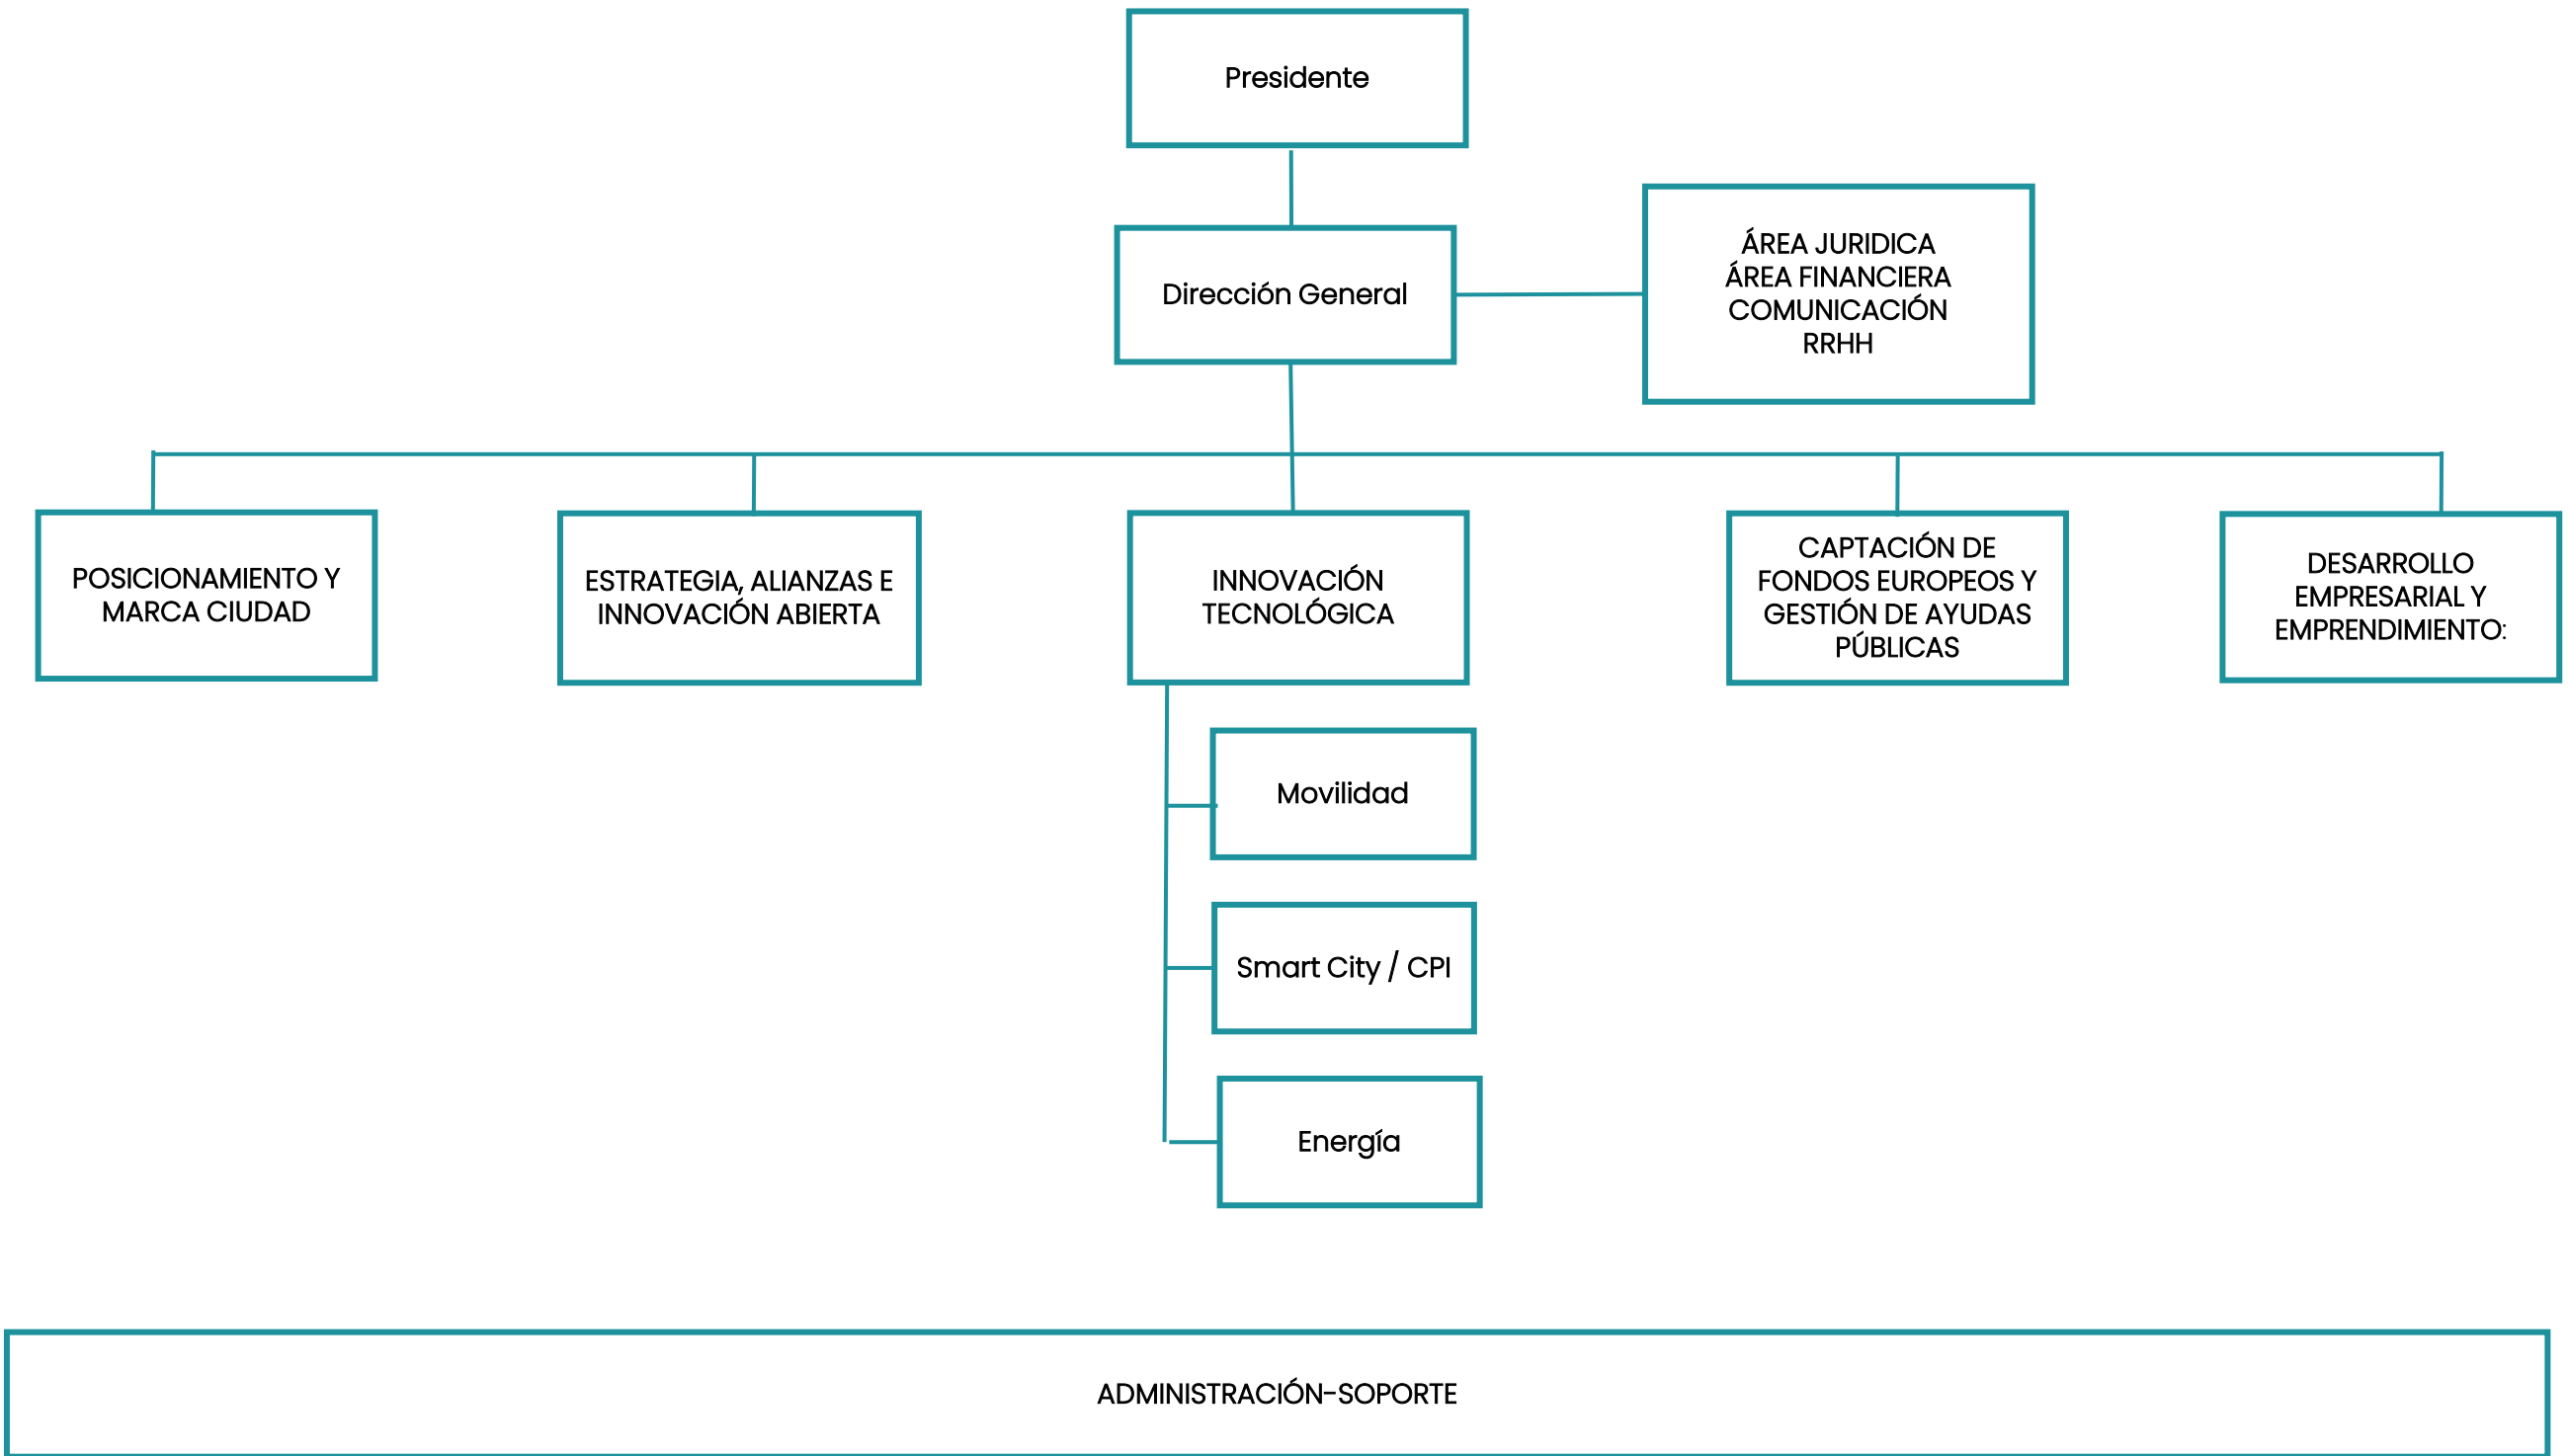 Presidente
Dirección General
ÁREA JURIDICA
ÁREA FINANCIERA
COMUNICACIÓN
RRHH
POSICIONAMIENTO Y
MARCA CIUDAD
ESTRATEGIA, ALIANZAS E
INNOVACIÓN ABIERTA
INNOVACIÓN
TECNOLÓGICA
CAPTACIÓN DE
FONDOS EUROPEOS Y
GESTIÓN DE AYUDAS
PÚBLICAS
DESARROLLO
EMPRESARIAL Y
EMPRENDIMIENTO:
Movilidad
Smart City / CPI
Energía
ADMINISTRACIÓN-SOPORTE